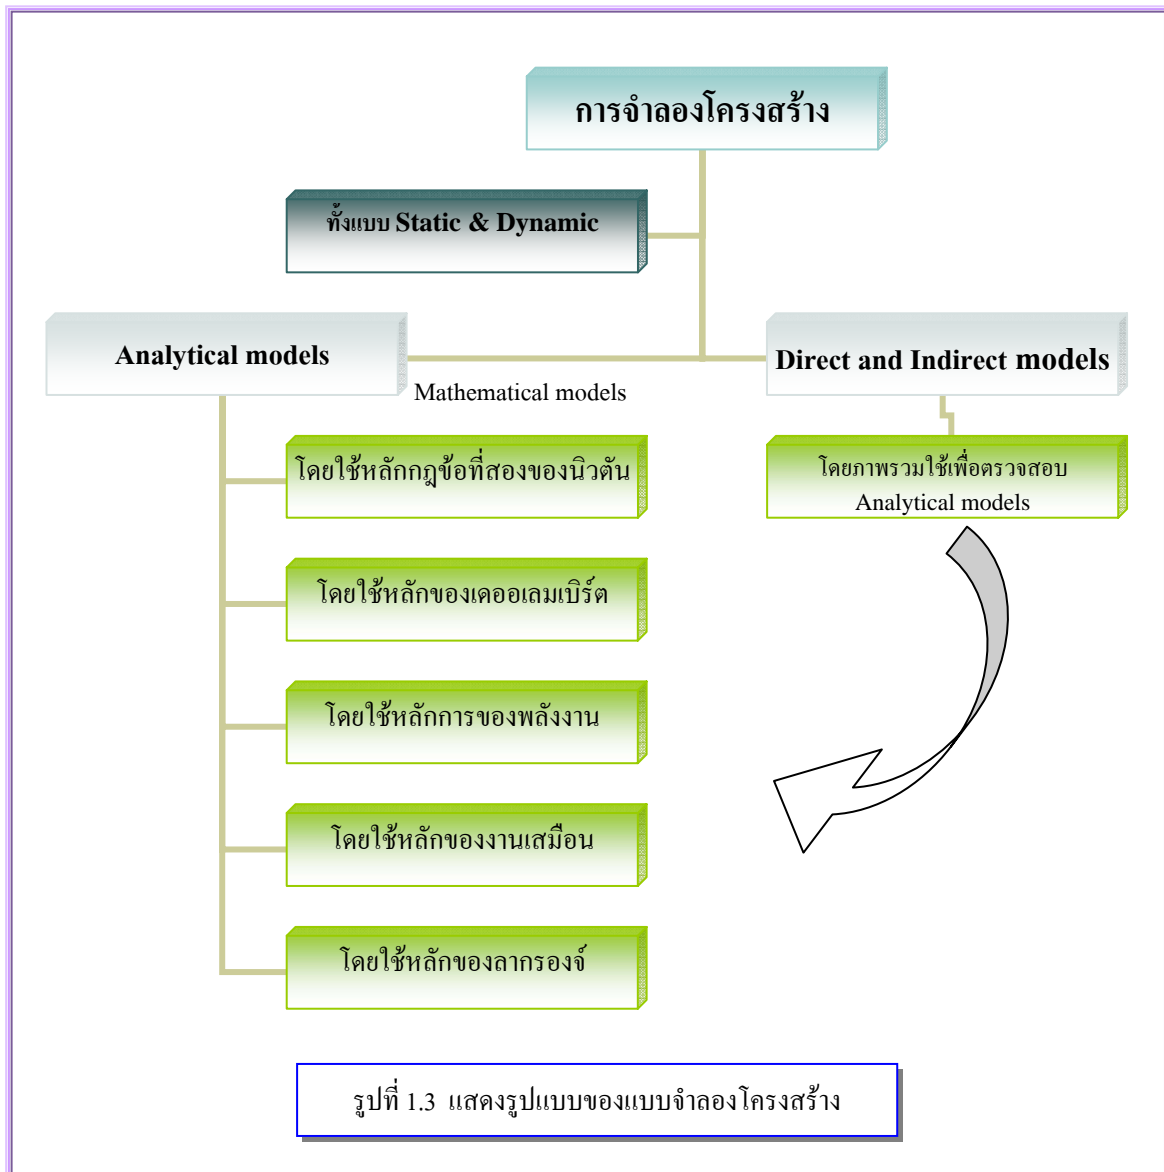 การจำลองโครงสร้าง
ทั้งแบบ Static & Dynamic
Analytical models
Direct and Indirect models
Mathematical models
โดยใช้หลักกฎข้อที่สองของนิวตัน
โดยภาพรวมใช้เพื่อตรวจสอบ
Analytical models
โดยใช้หลักของเดออเลมเบิร์ต
โดยใช้หลักการของพลังงาน
โดยใช้หลักของงานเสมือน
โดยใช้หลักของลากรองจ์
รูปที่ 1.3 แสดงรูปแบบของแบบจำลองโครงสร้าง